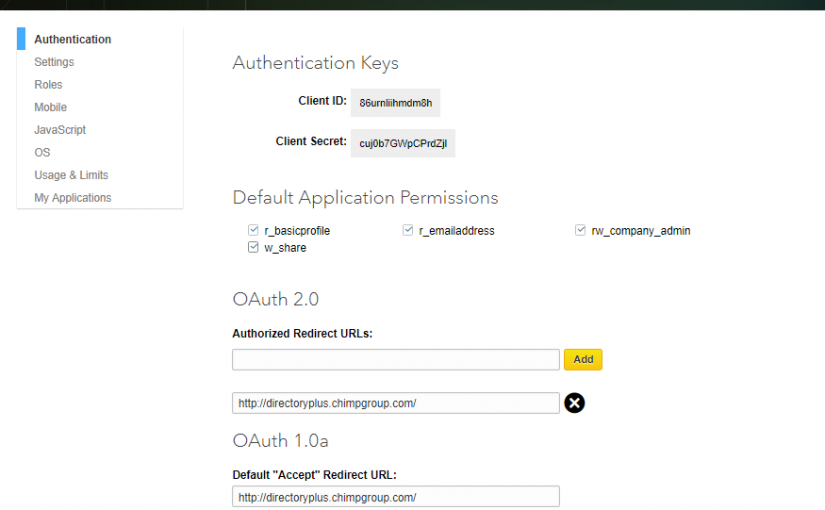 Authentication
Settings
Roles
Mobile
JavaScript
OS
Usage & Limits
My Applications
Authentication Keys
Client ID: 86urnliihmdm8h
Client Secret: cuj0b7GWpCPrdZjl
Default Application Permissions
r_basicprofile r_emailaddress rw_company_admin
w_share
OAuth 2.0
Authorized Redirect URLs:
Add
http://directoryplus.chimpgroup.com/
OAuth 1.0a
Default "Accept" Redirect URL:
http://directoryplus.chimpgroup.com/